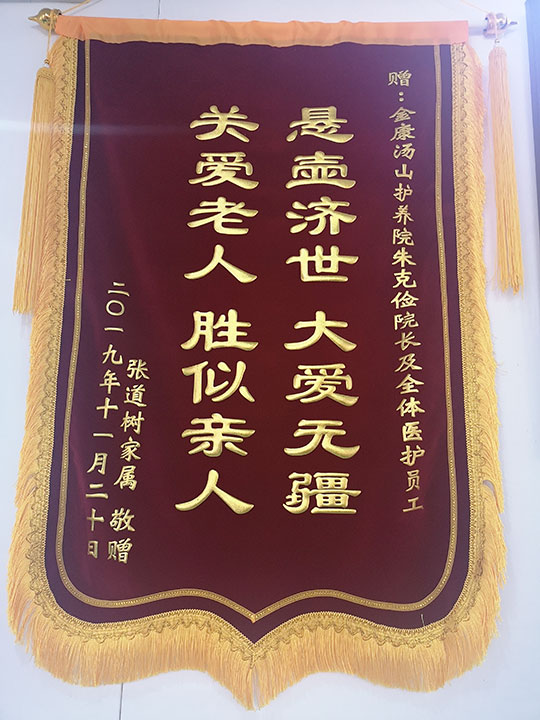 赠：金康汤山护养院朱克俭院长及全体医护员工
悬壶济世 大爱无疆
关爱老人 胜似亲人
张道树家属 敬赠
二〇一九年十一月二十日